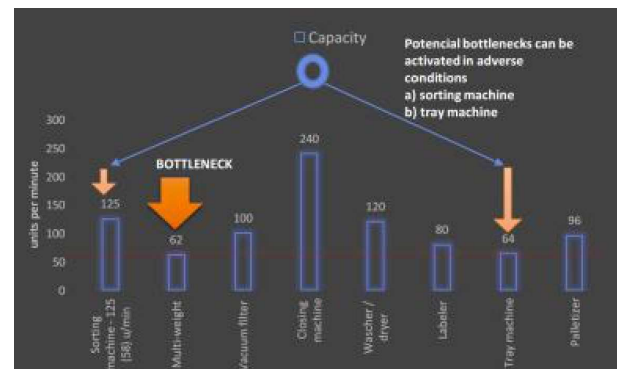 Capacity
Potencial bottlenecks can be
activated in adverse
conditions
a) sorting machine
b) tray machine
300
250
200
150
100
50
0
units per minute
BOTTLENECK
125
62
100
240
120
80
64
96
Sorting
machine - 125
(58) u/min
Multi-weight
Vacuum filter
Closing
machine
Wascher /
dryer
Labeler
Tray machine
Palletizer